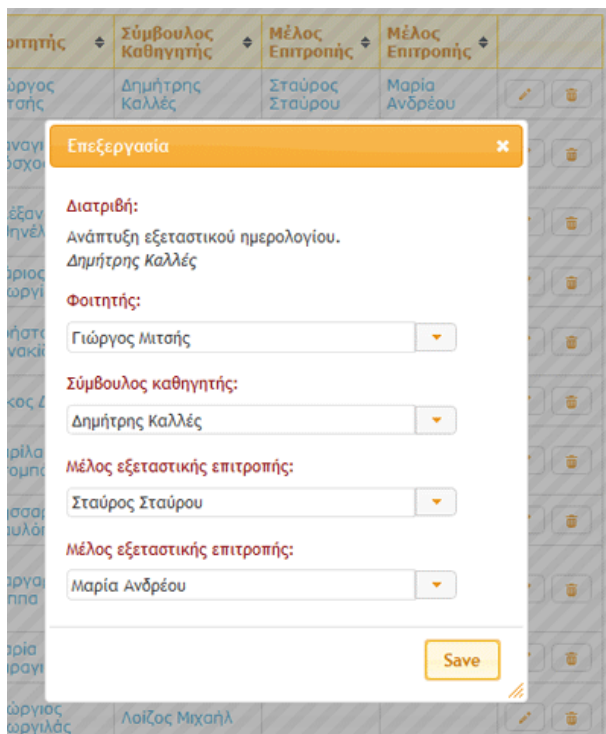 Σύμβουλος Καθηγητής
Μέλος Επιτροπής
Μέλος Επιτροπής
Δημήτρης Καλλές
Σταύρος Σταύρου
Μαρία Ανδρέου
Επεξεργασία
Διατριβή:
Ανάπτυξη εξεταστικού ημερολογίου.
Δημήτρης Καλλές
Φοιτητής:
Γιώργος Μιτσής
Σύμβουλος καθηγητής:
Δημήτρης Καλλές
Μέλος εξεταστικής επιτροπής:
Σταύρος Σταύρου
Μέλος εξεταστικής επιτροπής:
Μαρία Ανδρέου
Save
Λοίζος Μιχαήλ